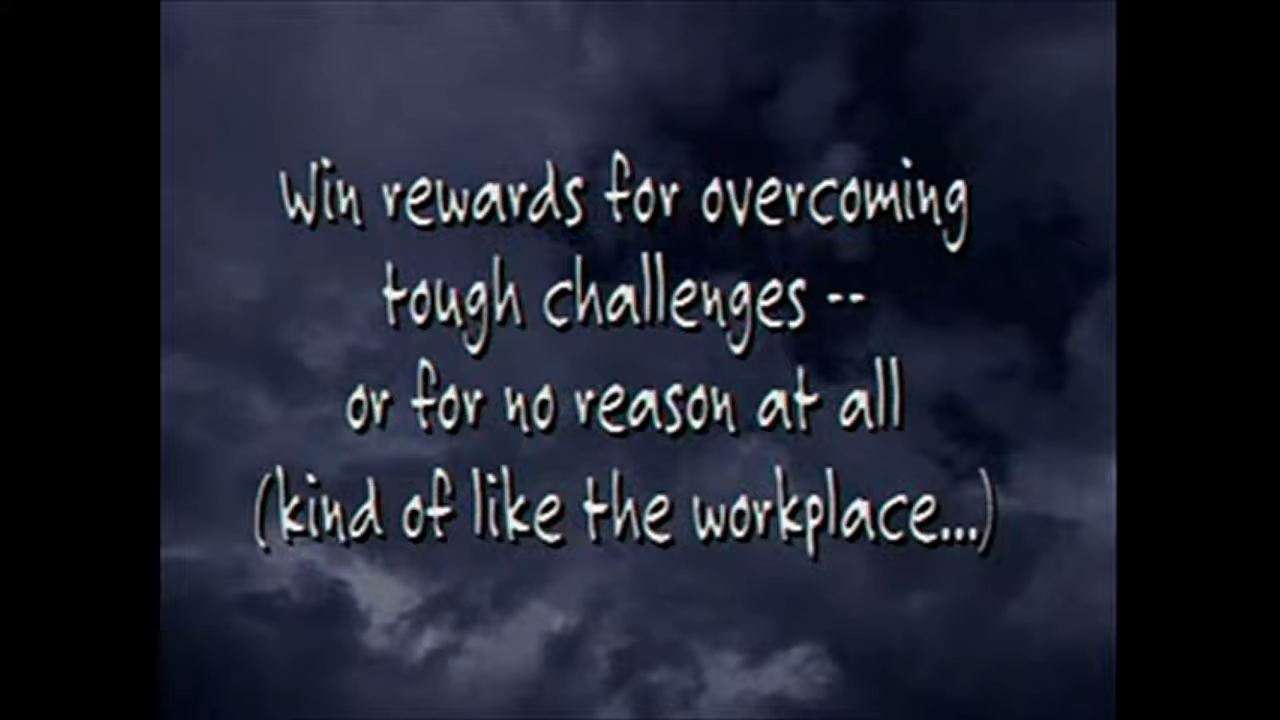 Win rewards for overcoming
tough challenges --
or for no reason at all
(kind of like the workplace...)